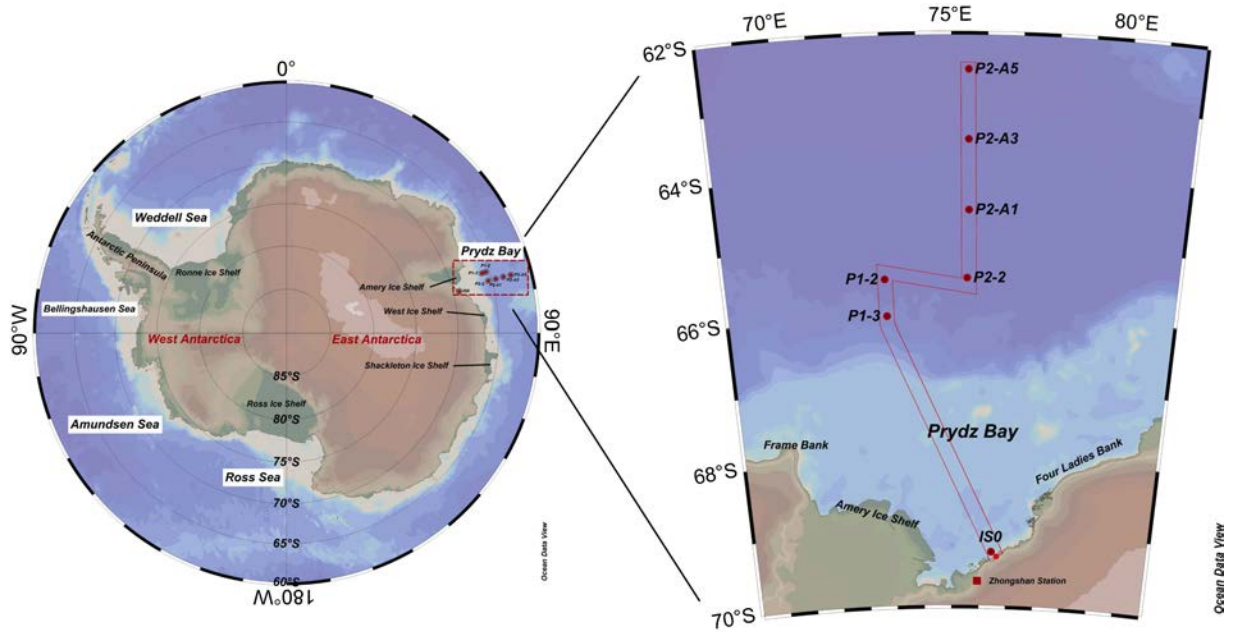 0°
Weddell Sea
Antarctic Peninsula
Ronne Ice Shelf
Prydz Bay
Amery Ice Shelf
Bellingshausen Sea
West Ice Shelf
90°W
West Antarctica
East Antarctica
90°E
Shackleton Ice Shelf
85°S
Ross Ice Shelf
80°S
Amundsen Sea
75°S
Ross Sea
70°S
65°S
60°S
180°W
Ocean Data View
70°E
75°E
80°E
62°S
P2-A5
P2-A3
64°S
P2-A1
P1-2
P2-2
P1-3
66°S
Prydz Bay
Frame Bank
Four Ladies Bank
68°S
Amery Ice Shelf
IS0
Zhongshan Station
70°S
Ocean Data View